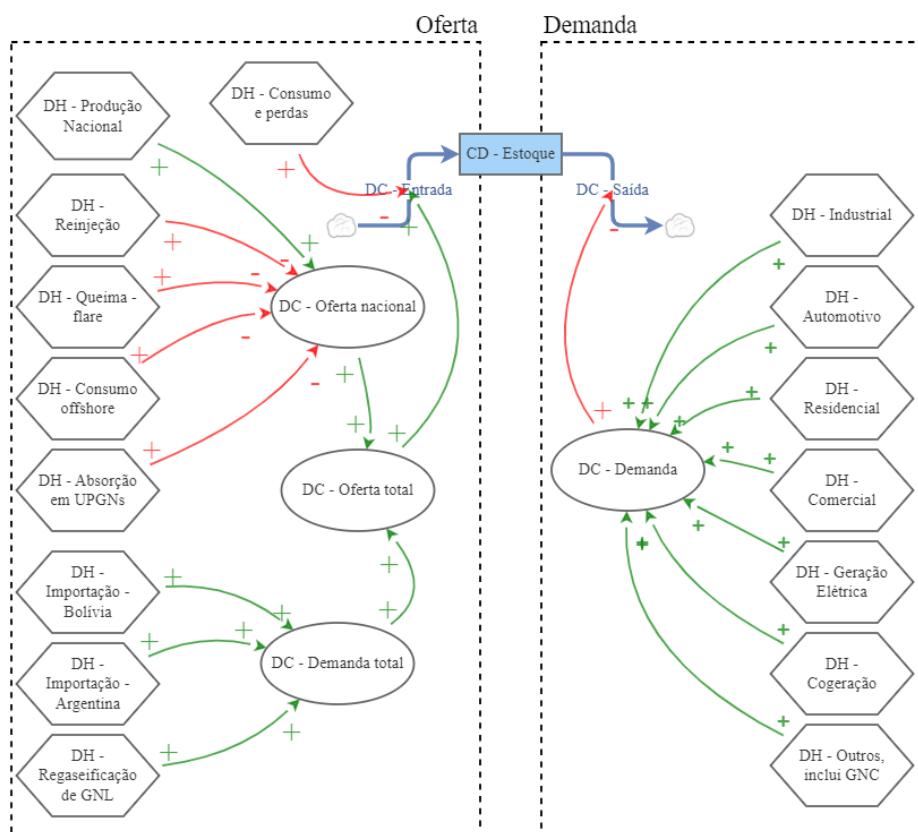 Oferta
Demanda
DH - Produção
Nacional
DH - Consumo
e perdas
DH -
Reinjeção
DH - Queima -
flare
DH - Consumo
offshore
DH - Absorção
em UPGNs
DH -
Importação -
Bolívia
DH -
Importação -
Argentina
DH -
Regaseificação
de GNL
DC - Oferta nacional
DC - Oferta total
DC - Demanda total
DC - Entrada
CD - Estoque
DC - Saída
DC - Demanda
DH - Industrial
DH -
Automotivo
DH -
Residencial
DH -
Comercial
DH - Geração
Elétrica
DH -
Cogeração
DH - Outros,
inclui GNC